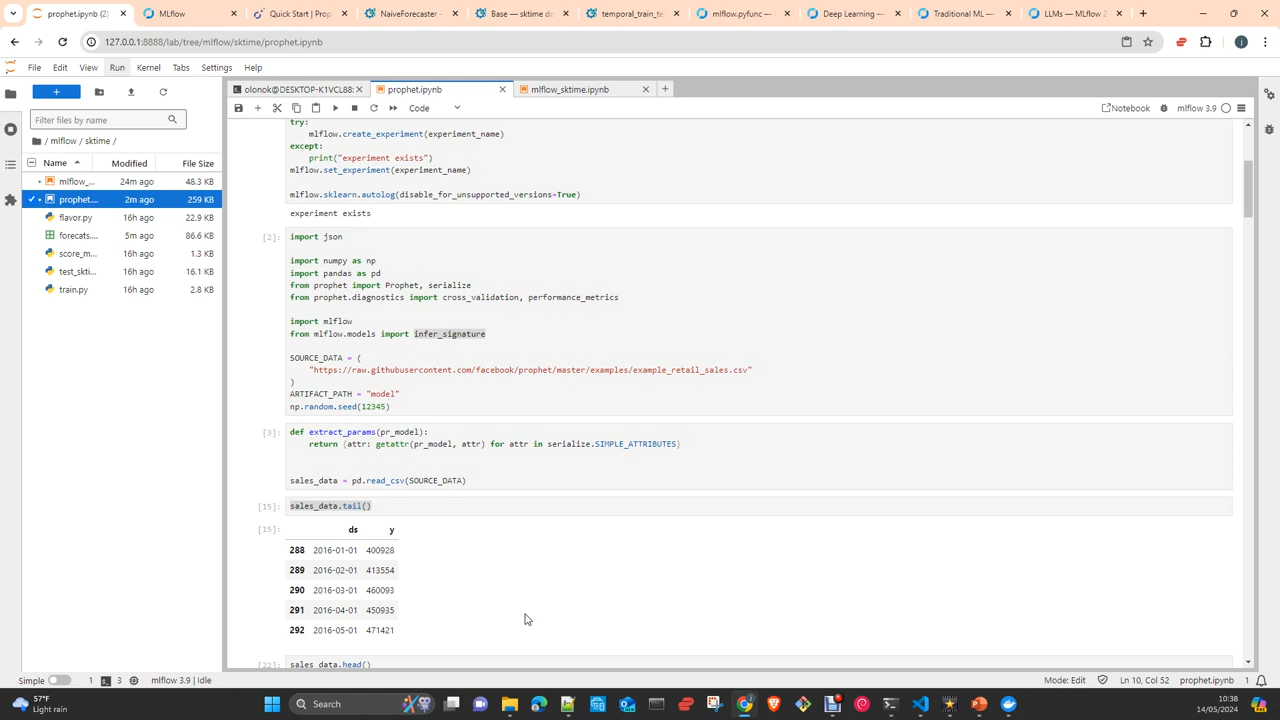 prophet.ipynb (2)
MLflow
Quick Start | Prop
NaiveForecaster —
Base — sktime do
temporal_train_te
mlflow.pyfunc —
Deep Learning —
Traditional ML —
LLMs — MLflow 2
127.0.0.1:8888/lab/tree/mlflow/sktime/prophet.ipynb
File Edit View Run Kernel Tabs Settings Help
olonok@DESKTOP-K1VCL88:
prophet.ipynb
mlflow_sktime.ipynb
Code
Notebook
mlflow 3.9
Filter files by name
/ mlflow / sktime /
Name Modified File Size
mlflow_... 24m ago 48.3 KB
prophet.... 2m ago 259 KB
flavor.py 16h ago 22.9 KB
forecats.... 5m ago 86.6 KB
score_m... 16h ago 1.3 KB
test_skti... 16h ago 16.1 KB
train.py 16h ago 2.8 KB
try:
mlflow.create_experiment(experiment_name)
except:
print("experiment exists")
mlflow.set_experiment(experiment_name)
mlflow.sklearn.autolog(disable_for_unsupported_versions=True)
experiment exists
[2]:
import json
import numpy as np
import pandas as pd
from prophet import Prophet, serialize
from prophet.diagnostics import cross_validation, performance_metrics
import mlflow
from mlflow.models import infer_signature
SOURCE_DATA = (
"https://raw.githubusercontent.com/facebook/prophet/master/examples/example_retail_sales.csv"
)
ARTIFACT_PATH = "model"
np.random.seed(12345)
[3]:
def extract_params(pr_model):
return {attr: getattr(pr_model, attr) for attr in serialize.SIMPLE_ATTRIBUTES}
sales_data = pd.read_csv(SOURCE_DATA)
[15]:
sales_data.tail()
[15]:
ds y
288 2016-01-01 400928
289 2016-02-01 413554
290 2016-03-01 460093
291 2016-04-01 450935
292 2016-05-01 471421
[22]:
sales_data.head()
Simple 1 3 mlflow 3.9 | Idle
Mode: Edit Ln 10, Col 52 prophet.ipynb 1
57°F
Light rain
Search
10:38
14/05/2024